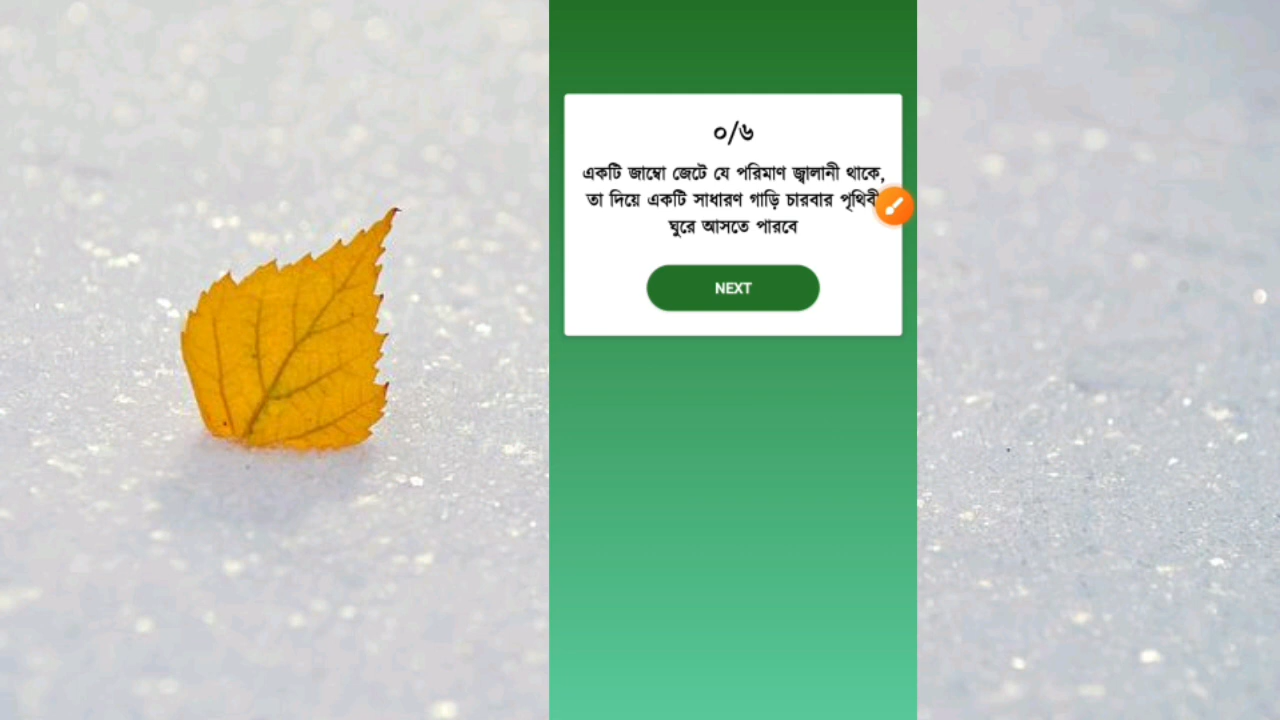 ০/৬
একটি জাম্বো জেটে যে পরিমাণ জ্বালানী থাকে,
তা দিয়ে একটি সাধারণ গাড়ি চারবার পৃথিবী
ঘুরে আসতে পারবে
NEXT